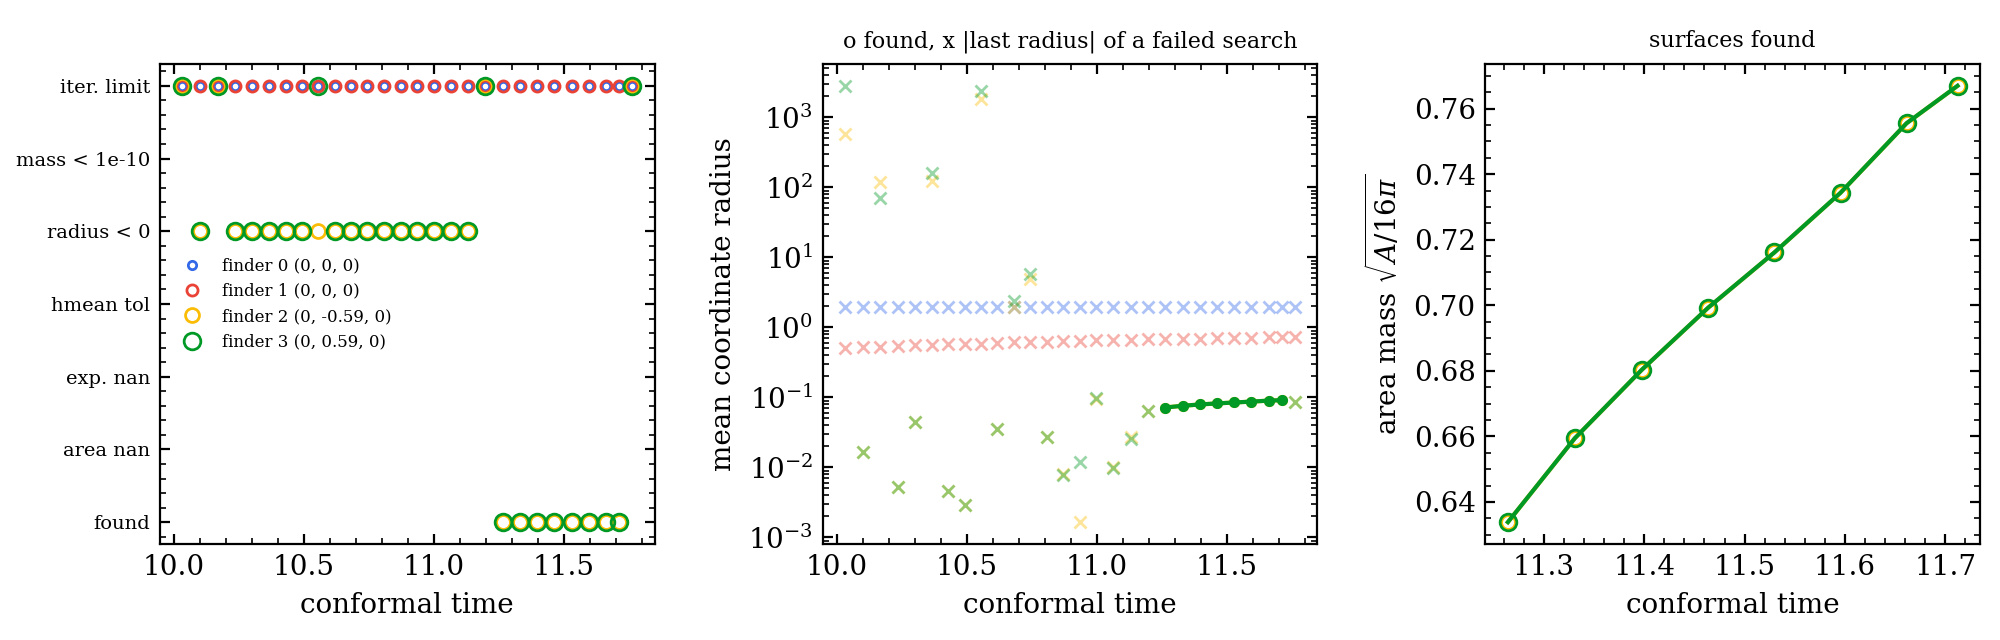 iter. limit
mass < 1e-10
radius < 0
hmean tol
exp. nan
area nan
found
finder 0 (0, 0, 0)
finder 1 (0, 0, 0)
finder 2 (0, -0.59, 0)
finder 3 (0, 0.59, 0)
10.0 10.5 11.0 11.5
conformal time
o found, x |last radius| of a failed search
mean coordinate radius
10³
10²
10¹
10⁰
10⁻¹
10⁻²
10⁻³
10.0 10.5 11.0 11.5
conformal time
surfaces found
area mass √A/16π
0.76
0.74
0.72
0.70
0.68
0.66
0.64
11.3 11.4 11.5 11.6 11.7
conformal time